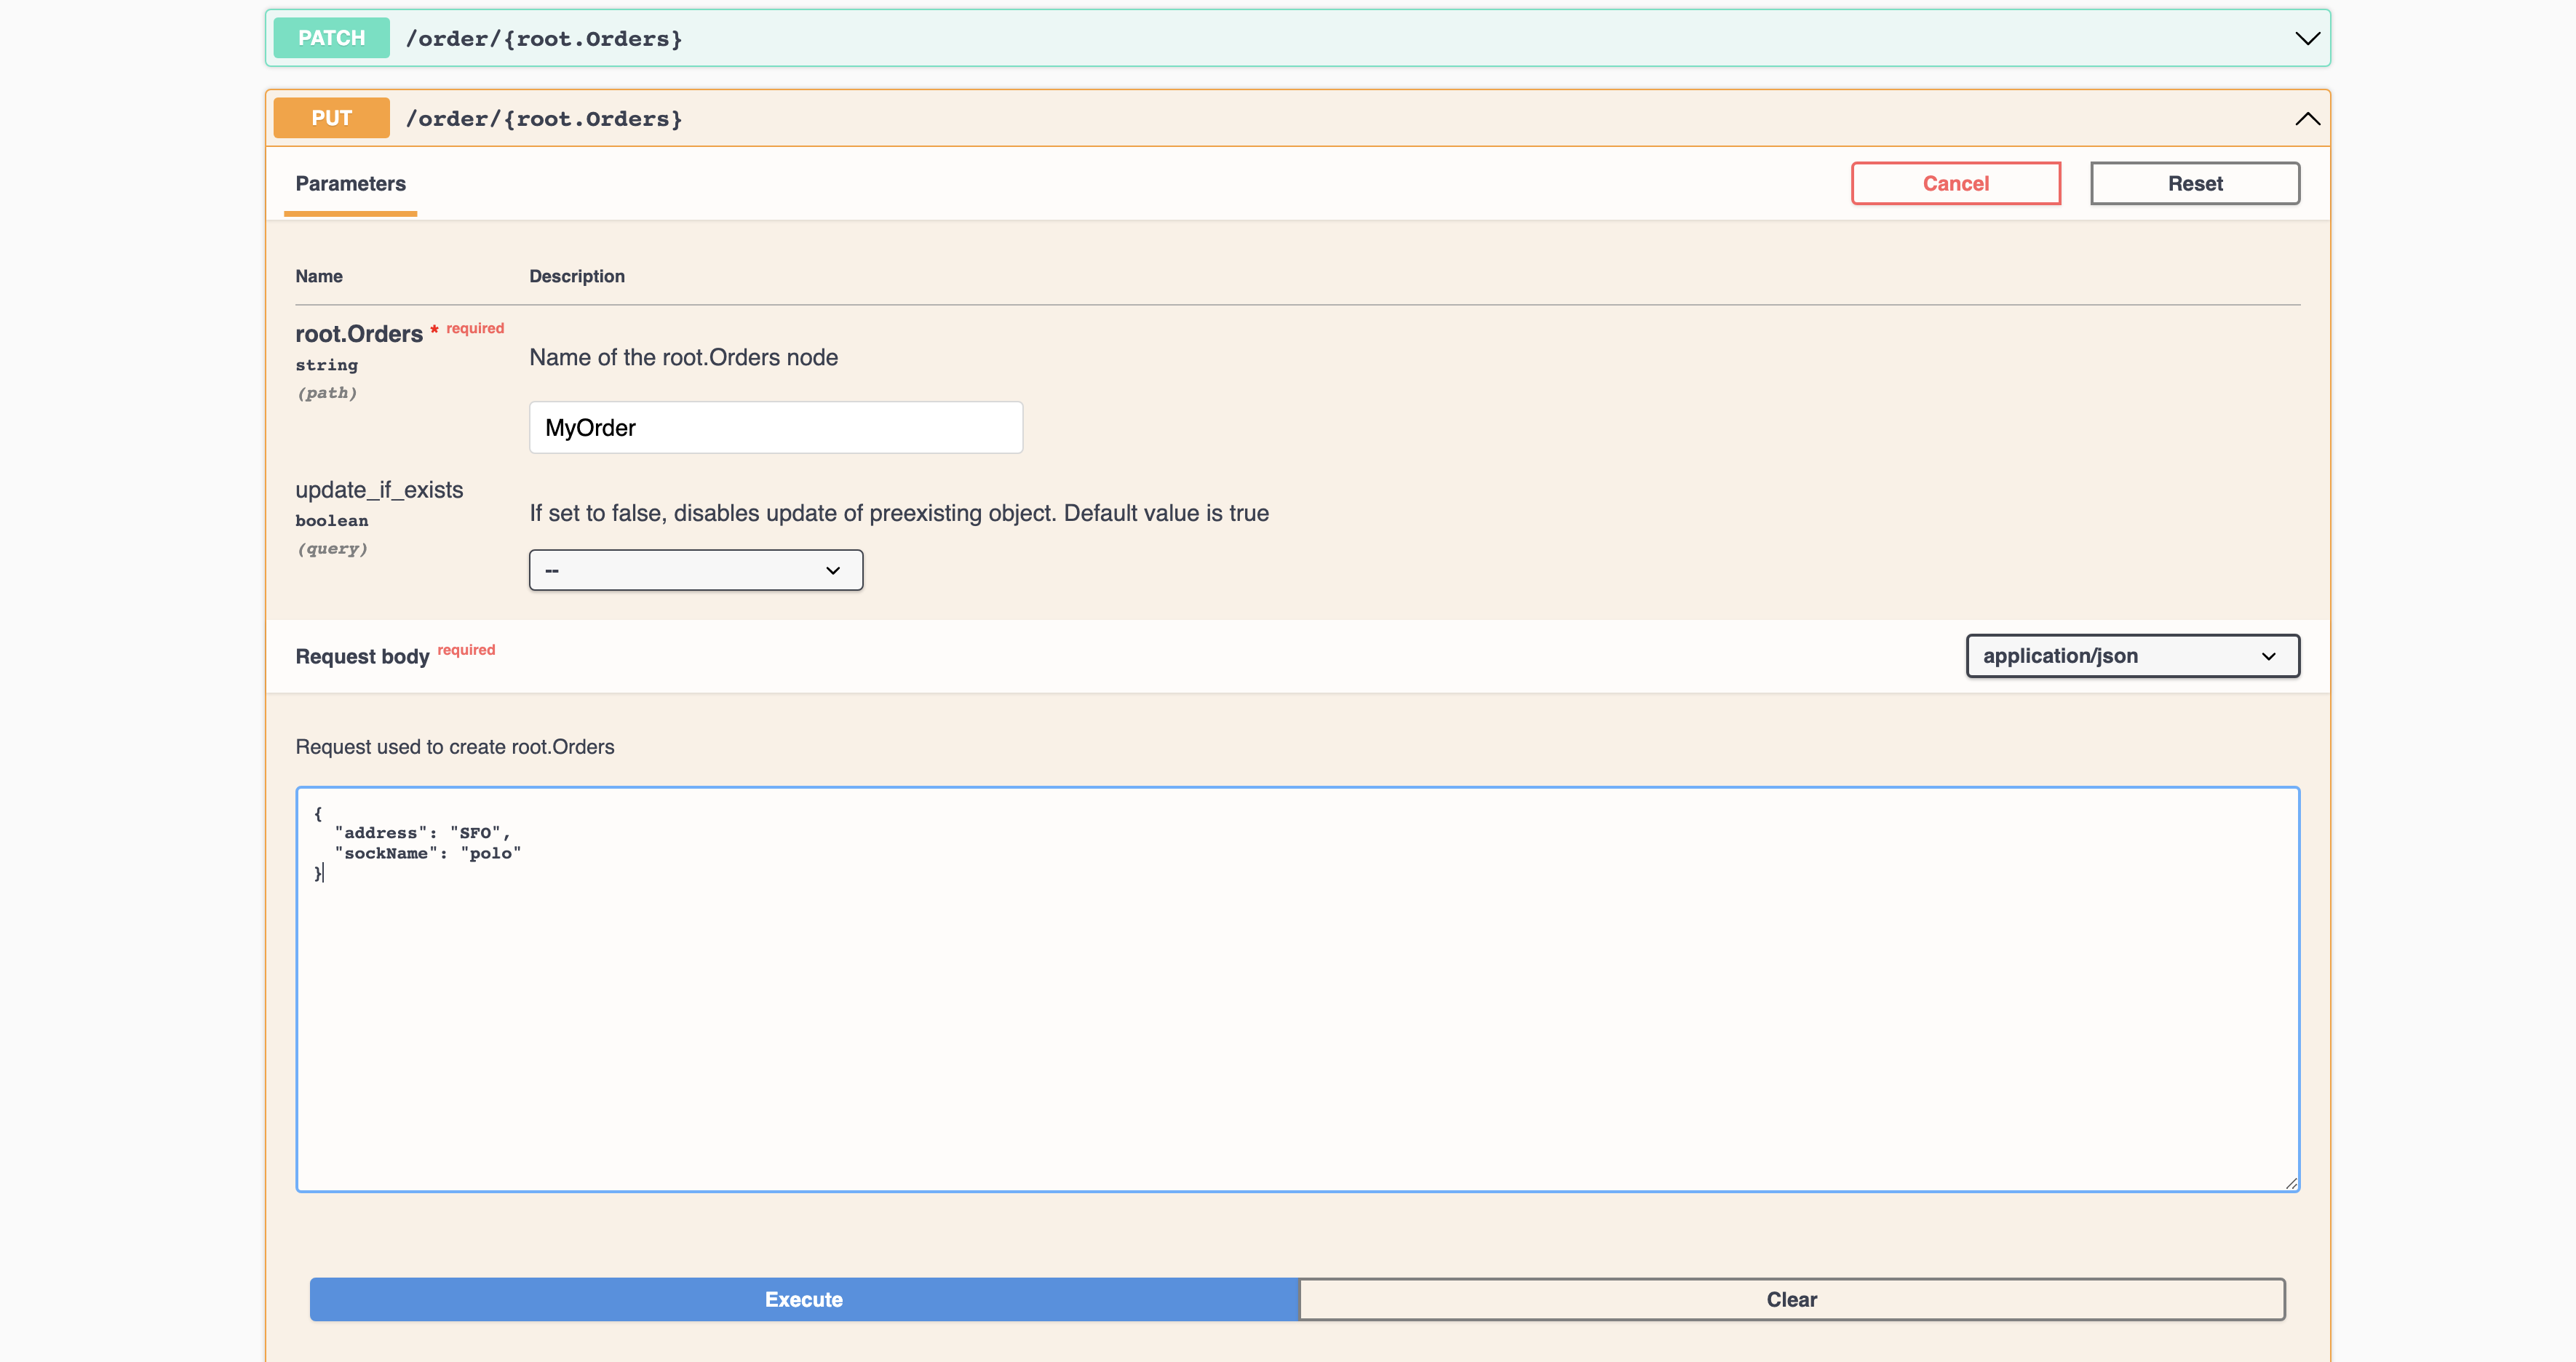 PATCH /order/{root.Orders}
PUT /order/{root.Orders}
Parameters Cancel Reset
Name Description
root.Orders * required
string
(path)
Name of the root.Orders node
MyOrder
update_if_exists
boolean
(query)
If set to false, disables update of preexisting object. Default value is true
--
Request body required application/json
Request used to create root.Orders
{
  "address": "SFO",
  "sockName": "polo"
}
Execute Clear